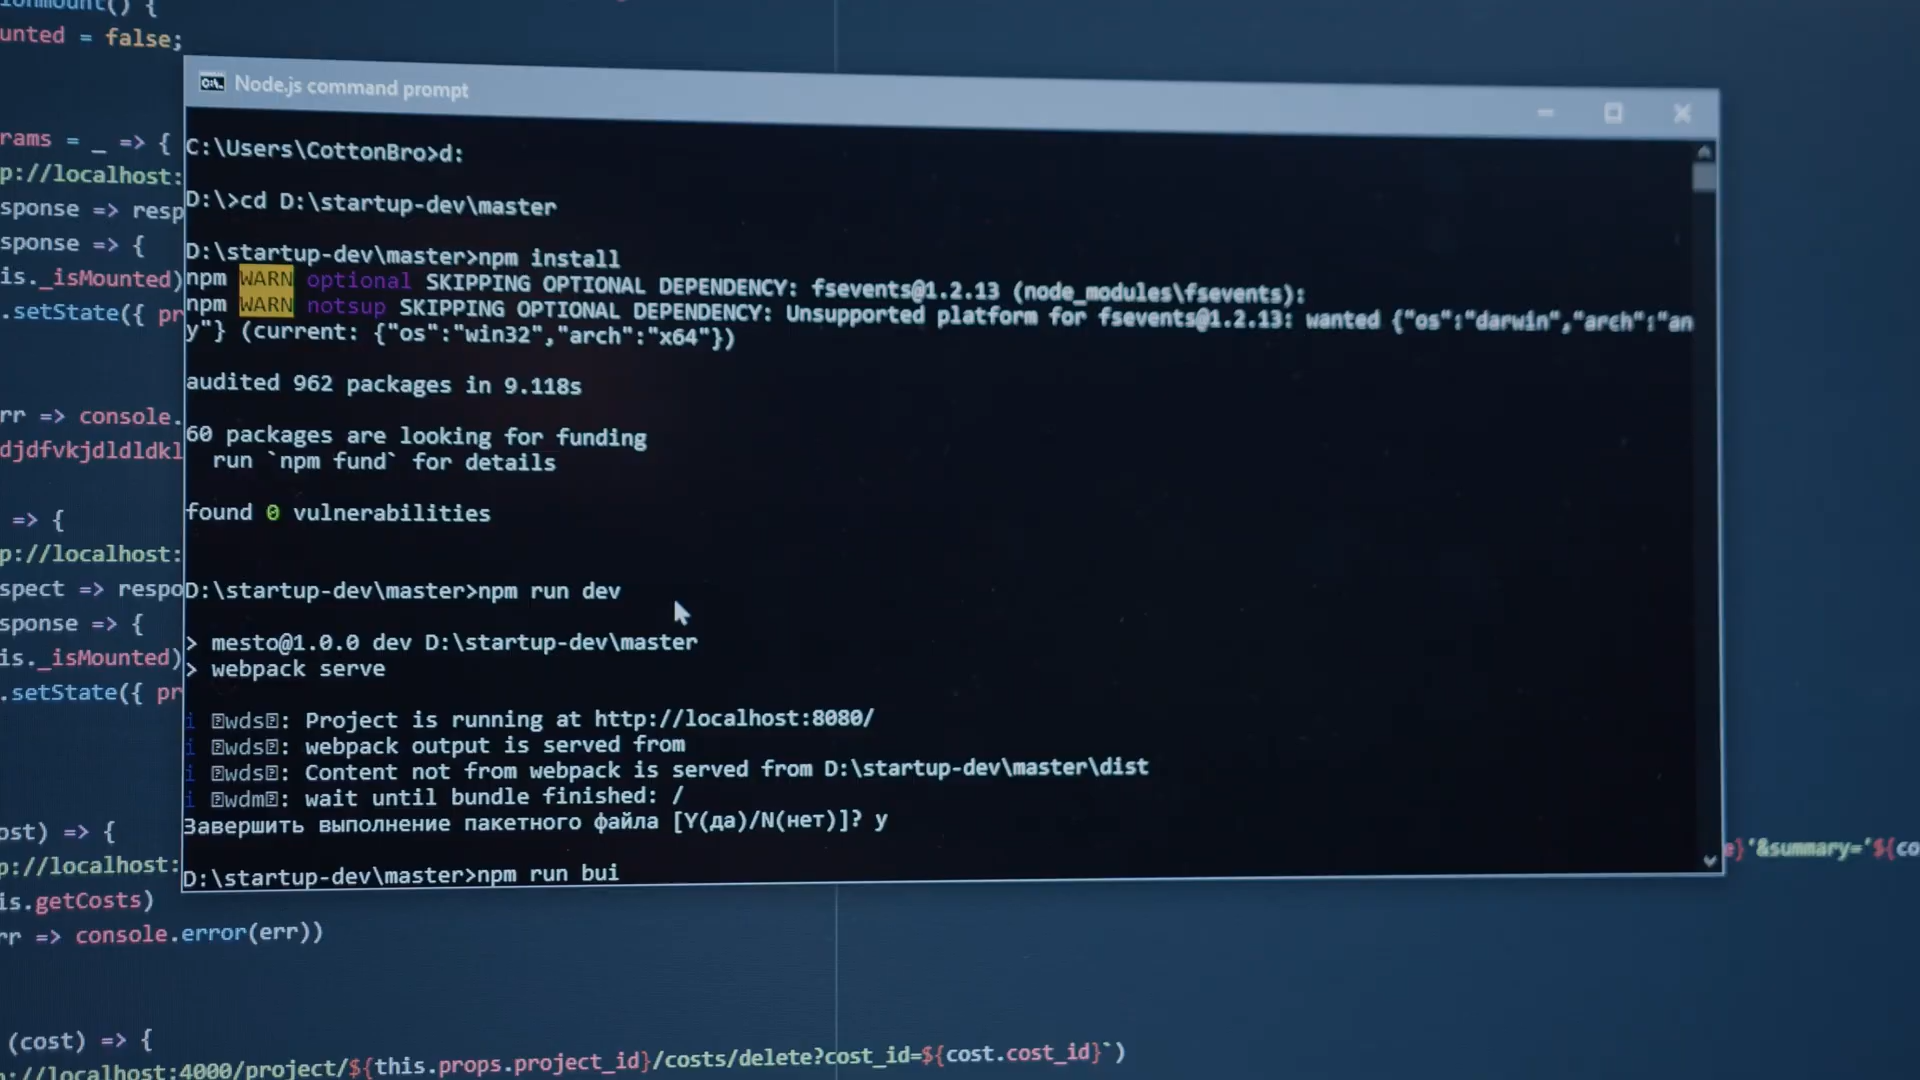 onmount() {
unted = false;
Node.js command prompt
rams = _ => {
p://localhost:
sponse => resp
sponse => {
is._isMounted)
.setState({ pr
rr => console.
djdfvkjdldldkl
=> {
p://localhost:
spect => respo
sponse => {
is._isMounted)
.setState({ pr
C:\Users\CottonBro>d:
D:\>cd D:\startup-dev\master
D:\startup-dev\master>npm install
npm WARN optional SKIPPING OPTIONAL DEPENDENCY: fsevents@1.2.13 (node_modules\fsevents):
npm WARN notsup SKIPPING OPTIONAL DEPENDENCY: Unsupported platform for fsevents@1.2.13: wanted {"os":"darwin","arch":"an
y"} (current: {"os":"win32","arch":"x64"})
audited 962 packages in 9.118s
60 packages are looking for funding
run `npm fund` for details
found 0 vulnerabilities
D:\startup-dev\master>npm run dev
> mesto@1.0.0 dev D:\startup-dev\master
> webpack serve
i wds: Project is running at http://localhost:8080/
i wds: webpack output is served from
i wds: Content not from webpack is served from D:\startup-dev\master\dist
i wdm: wait until bundle finished: /
Завершить выполнение пакетного файла [Y(да)/N(нет)]? y
D:\startup-dev\master>npm run bui
ost) => {
p://localhost:
e}'&summary='${co
is.getCosts)
rr => console.error(err))
(cost) => {
p://localhost:4000/project/${this.props.project_id}/costs/delete?cost_id=${cost.cost_id}`)